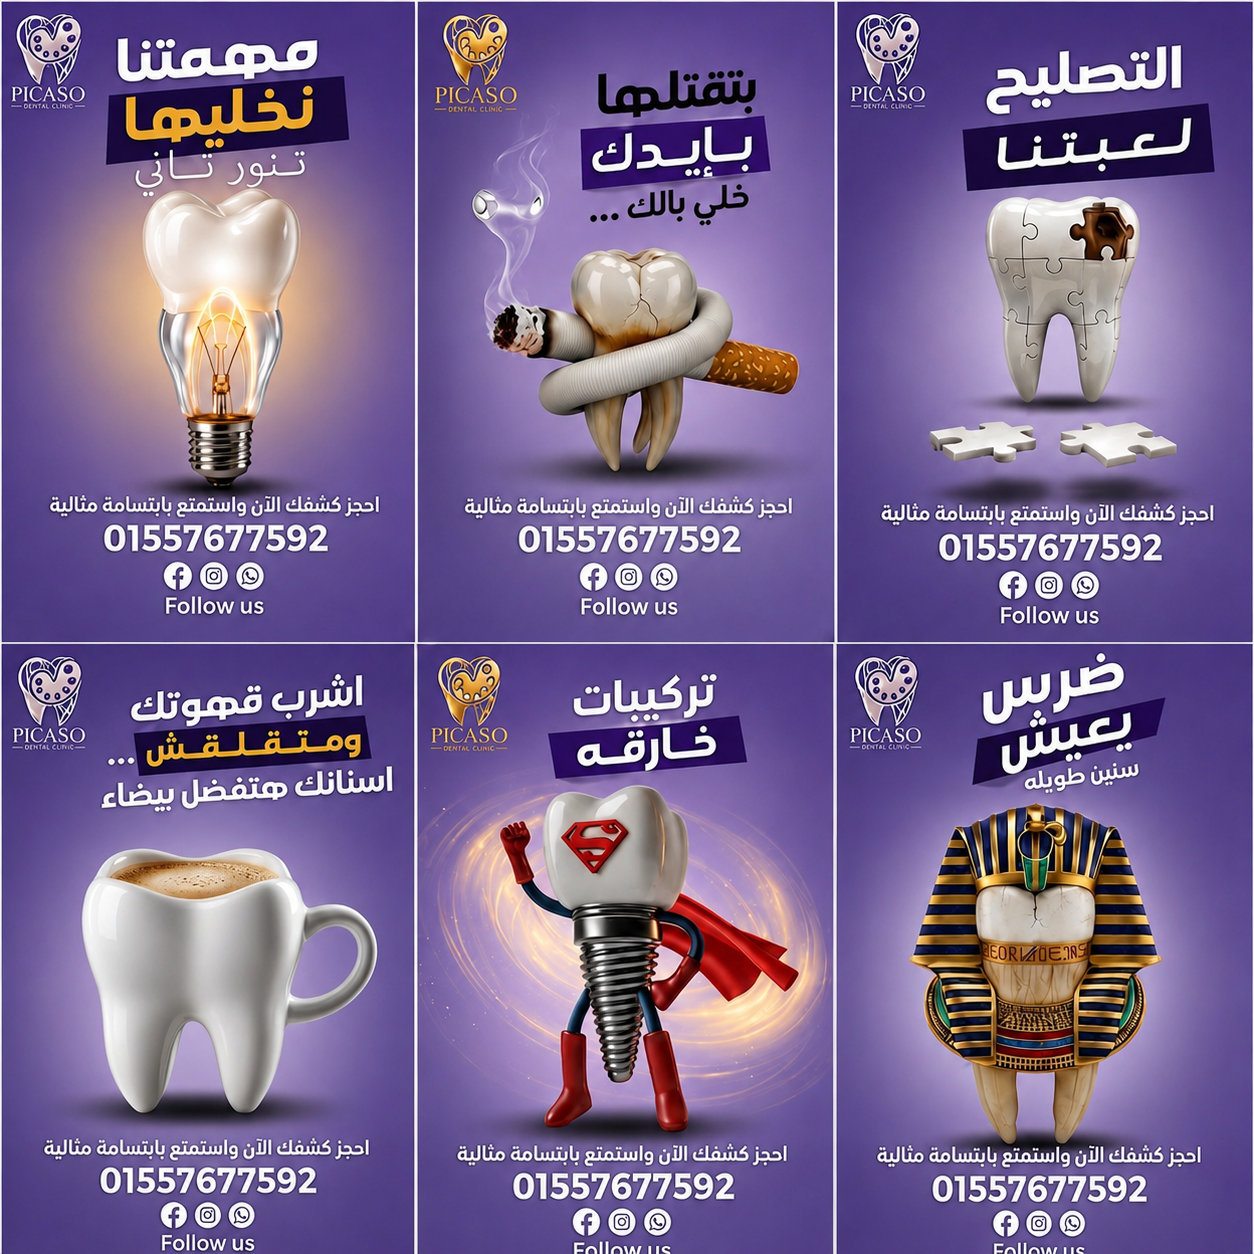 PICASO
DENTAL CLINIC
مهمتنا
نخليها
تنور تاني
احجز كشفك الآن واستمتع بابتسامة مثالية
01557677592
Follow us
PICASO
DENTAL CLINIC
بتقتلها
بإيدك
خلي بالك ...
احجز كشفك الآن واستمتع بابتسامة مثالية
01557677592
Follow us
PICASO
DENTAL CLINIC
التصليح
لعبتنا
احجز كشفك الآن واستمتع بابتسامة مثالية
01557677592
Follow us
PICASO
DENTAL CLINIC
اشرب قهوتك
ومتقلقش ...
اسنانك هتفضل بيضاء
احجز كشفك الآن واستمتع بابتسامة مثالية
01557677592
Follow us
PICASO
DENTAL CLINIC
تركيبات
خارقه
S
احجز كشفك الآن واستمتع بابتسامة مثالية
01557677592
Follow us
PICASO
DENTAL CLINIC
ضرس
يعيش
سنين طويله
احجز كشفك الآن واستمتع بابتسامة مثالية
01557677592
Follow us